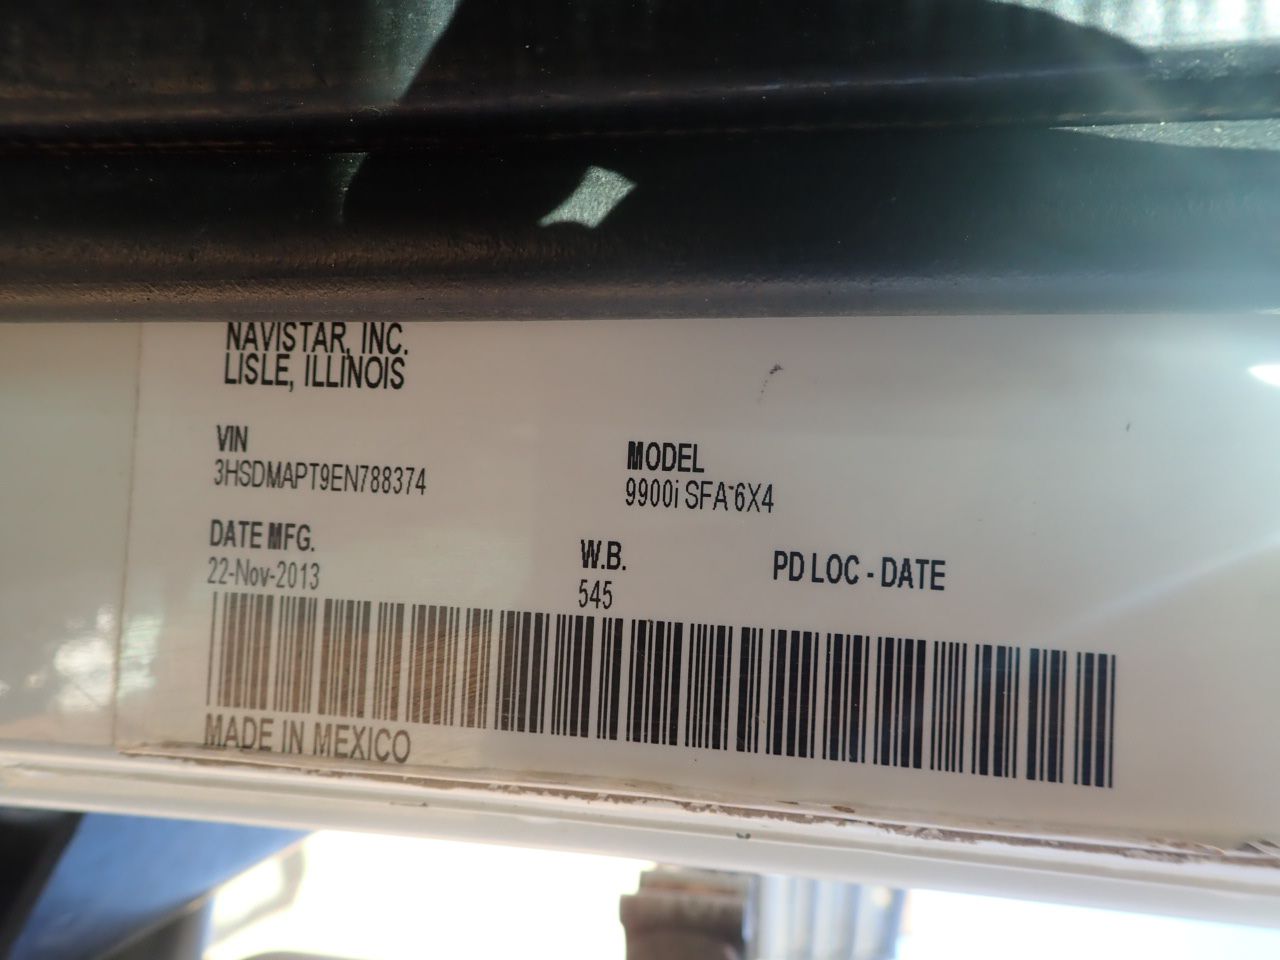 NAVISTAR, INC.
LISLE, ILLINOIS
VIN
3HSDMAPT9EN788374
MODEL
9900i SFA 6X4
DATE MFG.
22-Nov-2013
W.B.
545
PD LOC - DATE
MADE IN MEXICO